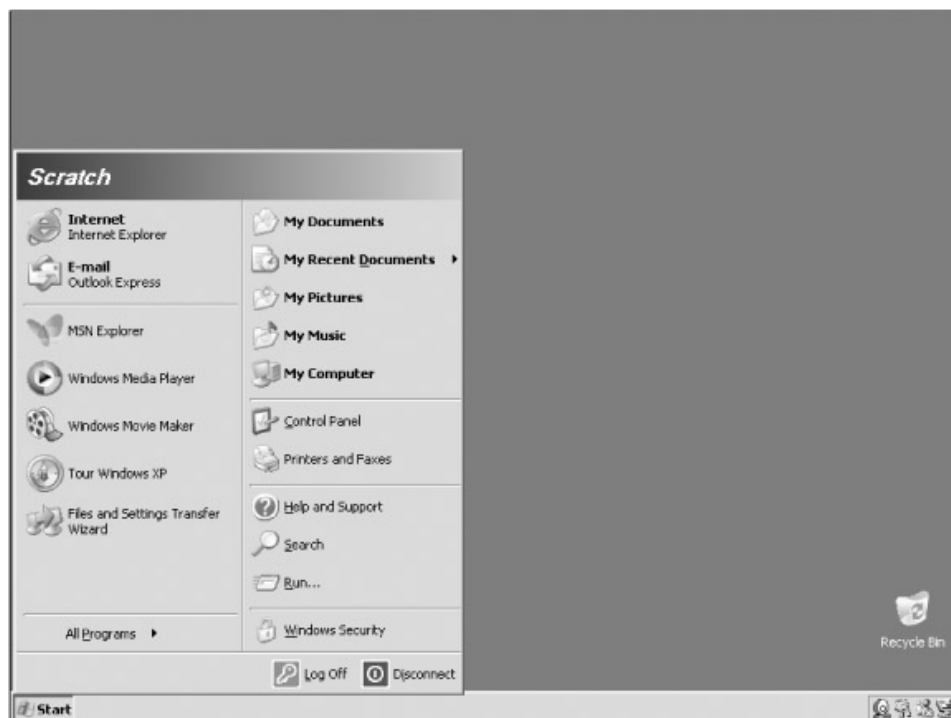 Scratch
Internet
Internet Explorer
E-mail
Outlook Express
MSN Explorer
Windows Media Player
Windows Movie Maker
Tour Windows XP
Files and Settings Transfer
Wizard
All Programs
My Documents
My Recent Documents
My Pictures
My Music
My Computer
Control Panel
Printers and Faxes
Help and Support
Search
Run...
Windows Security
Log Off
Disconnect
Recycle Bin
Start